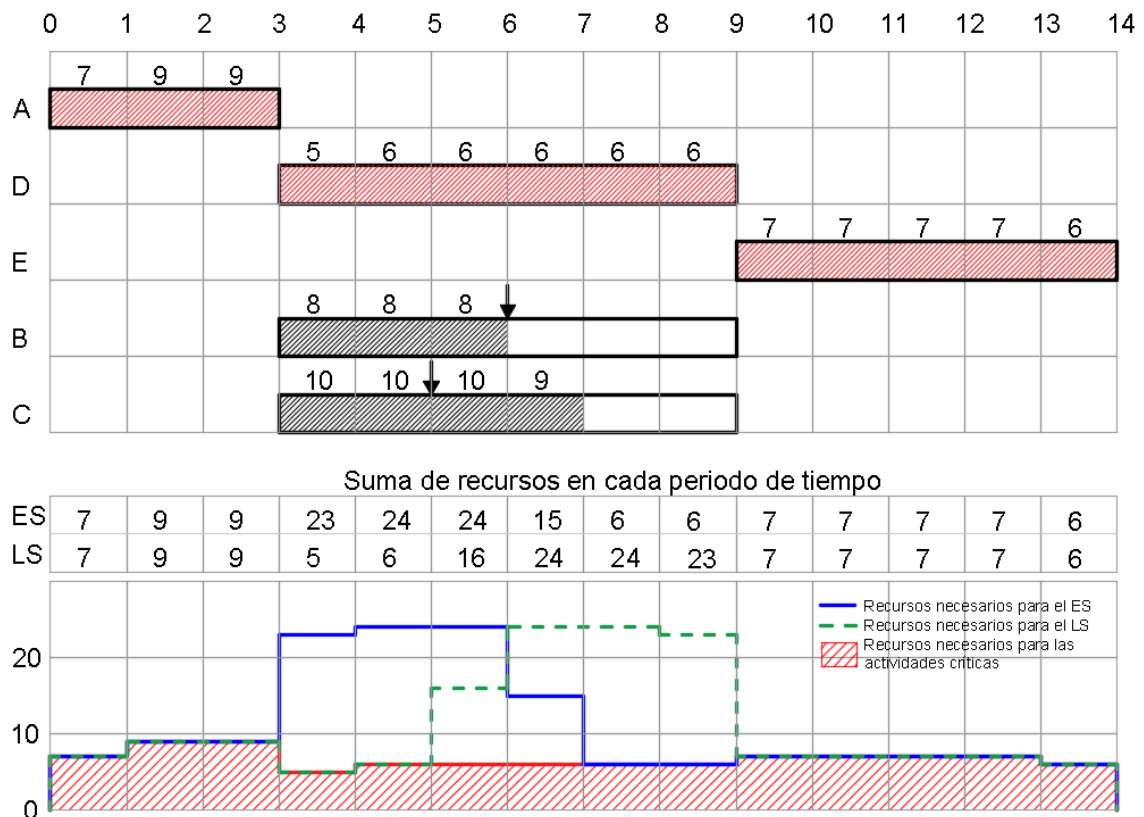 0 1 2 3 4 5 6 7 8 9 10 11 12 13 14
7 9 9
A
5 6 6 6 6 6
D
7 7 7 7 6
E
8 8 8
B
10 10 10 9
C
Suma de recursos en cada periodo de tiempo
ES 7 9 9 23 24 24 15 6 6 7 7 7 7 6
LS 7 9 9 5 6 16 24 24 23 7 7 7 7 6
Recursos necesarios para el ES
Recursos necesarios para el LS
Recursos necesarios para las
actividades criticas
20
10
0